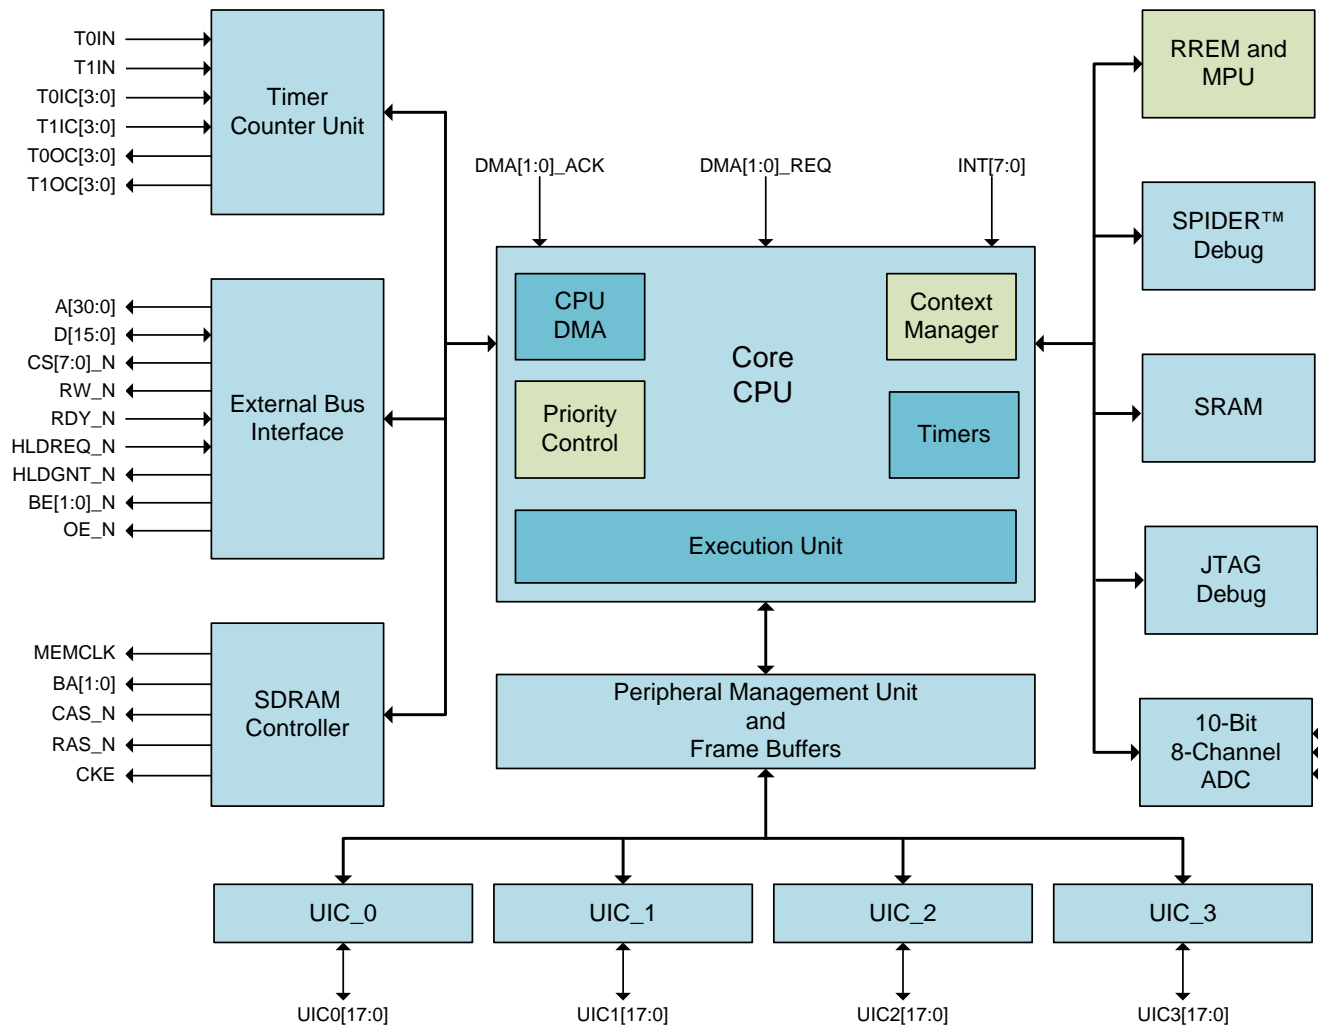 T0IN
T1IN
T0IC[3:0]
T1IC[3:0]
T0OC[3:0]
T1OC[3:0]
Timer
Counter Unit
A[30:0]
D[15:0]
CS[7:0]_N
RW_N
RDY_N
HLDREQ_N
HLDGNT_N
BE[1:0]_N
OE_N
External Bus
Interface
MEMCLK
BA[1:0]
CAS_N
RAS_N
CKE
SDRAM
Controller
DMA[1:0]_ACK
DMA[1:0]_REQ
INT[7:0]
CPU
DMA
Priority
Control
Core
CPU
Context
Manager
Timers
Execution Unit
Peripheral Management Unit
and
Frame Buffers
RREM and
MPU
SPIDER™
Debug
SRAM
JTAG
Debug
10-Bit
8-Channel
ADC
UIC_0
UIC_1
UIC_2
UIC_3
UIC0[17:0]
UIC1[17:0]
UIC2[17:0]
UIC3[17:0]